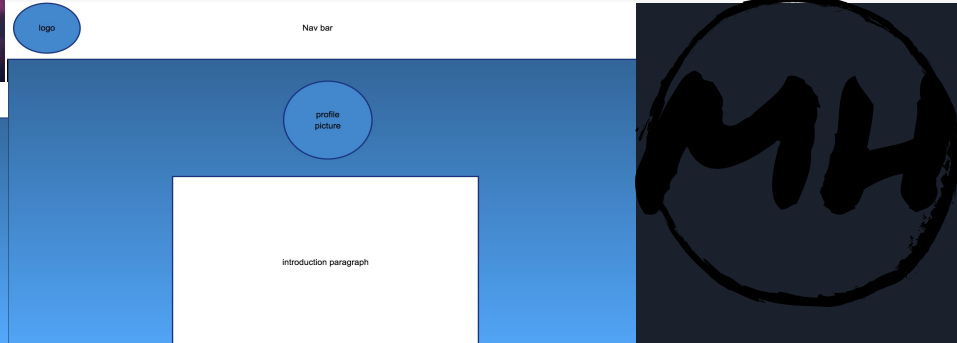 logo
Nav bar
profile
picture
introduction paragraph
MH